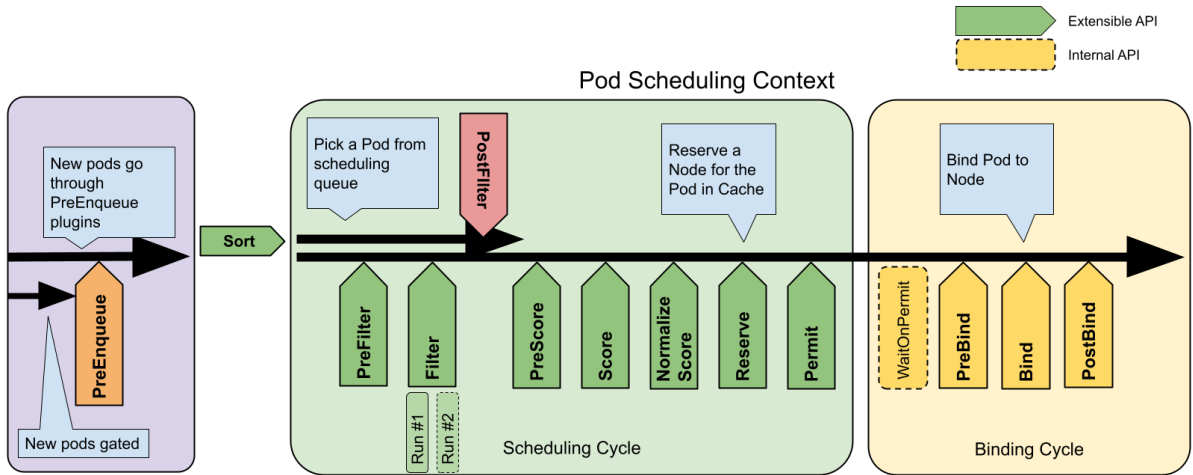 Extensible API
Internal API
Pod Scheduling Context
New pods go
through
PreEnqueue
plugins
PreEnqueue
New pods gated
Sort
Pick a Pod from
scheduling
queue
PostFIlter
Reserve a
Node for the
Pod in Cache
PreFilter
Filter
Run #1
Run #2
PreScore
Score
Normalize
Score
Reserve
Permit
Scheduling Cycle
Bind Pod to
Node
WaitOnPermit
PreBind
Bind
PostBind
Binding Cycle